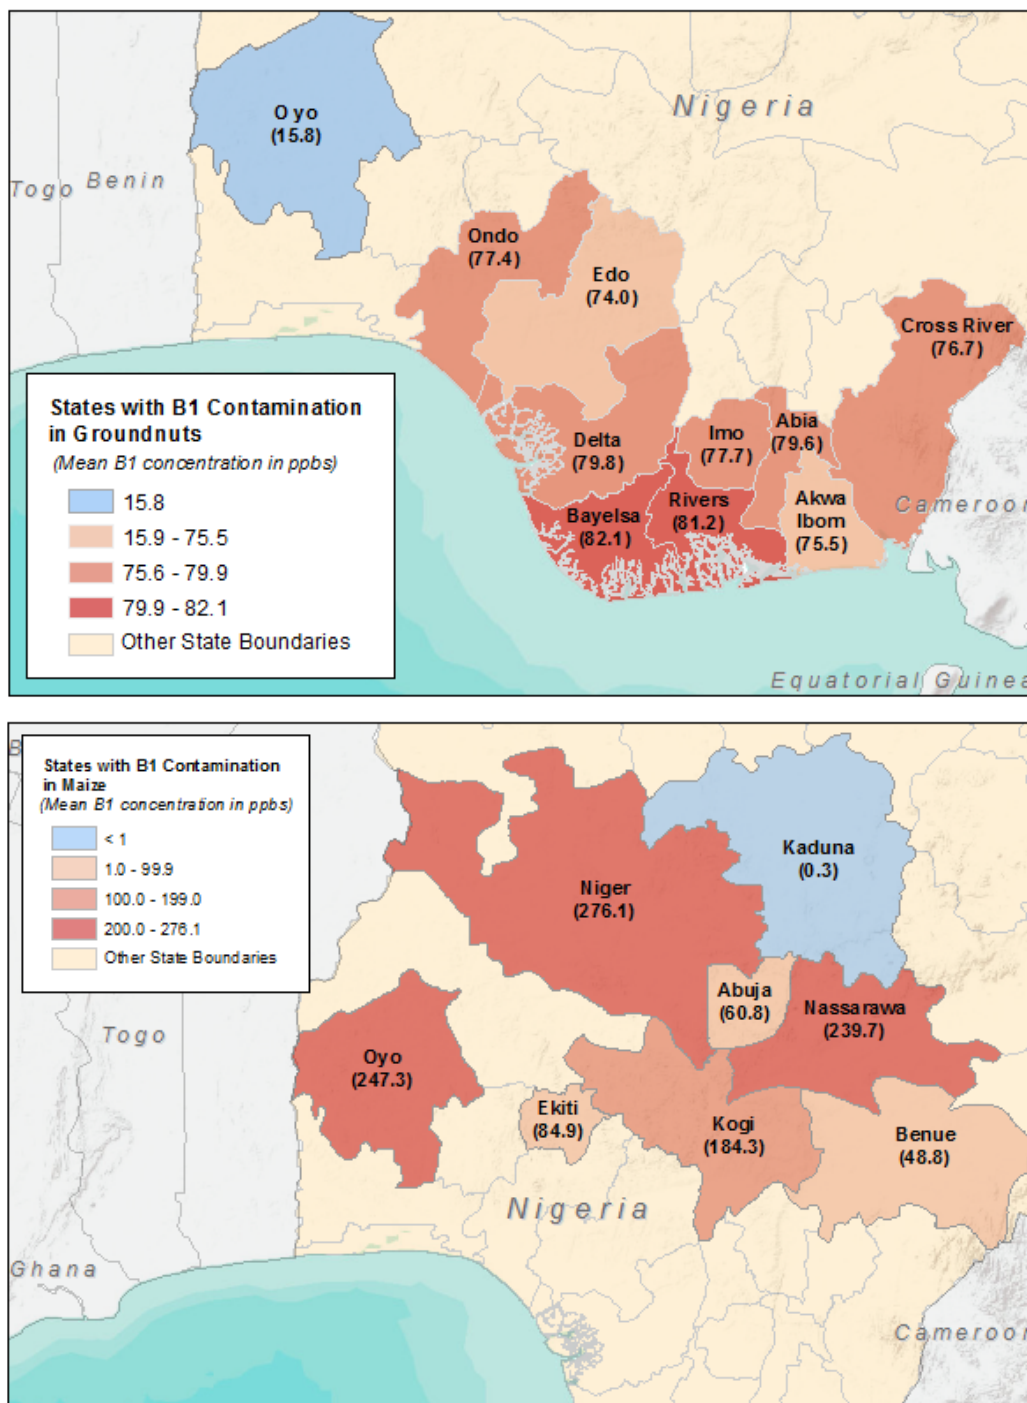 Oyo
(15.8)
Nigeria
Togo
Benin
Ondo
(77.4)
Edo
(74.0)
Cross River
(76.7)
States with B1 Contamination
in Groundnuts
(Mean B1 concentration in ppbs)
15.8
15.9 - 75.5
75.6 - 79.9
79.9 - 82.1
Other State Boundaries
Delta
(79.8)
Imo
(77.7)
Abia
(79.6)
Bayelsa
(82.1)
Rivers
(81.2)
Akwa
Ibom
(75.5)
Cameroon
Equatorial Guinea
B
States with B1 Contamination
in Maize
(Mean B1 concentration in ppbs)
< 1
1.0 - 99.9
100.0 - 199.0
200.0 - 276.1
Other State Boundaries
Kaduna
(0.3)
Niger
(276.1)
Abuja
(60.8)
Nassarawa
(239.7)
Togo
Oyo
(247.3)
Ekiti
(84.9)
Kogi
(184.3)
Benue
(48.8)
Nigeria
Ghana
Cameroon